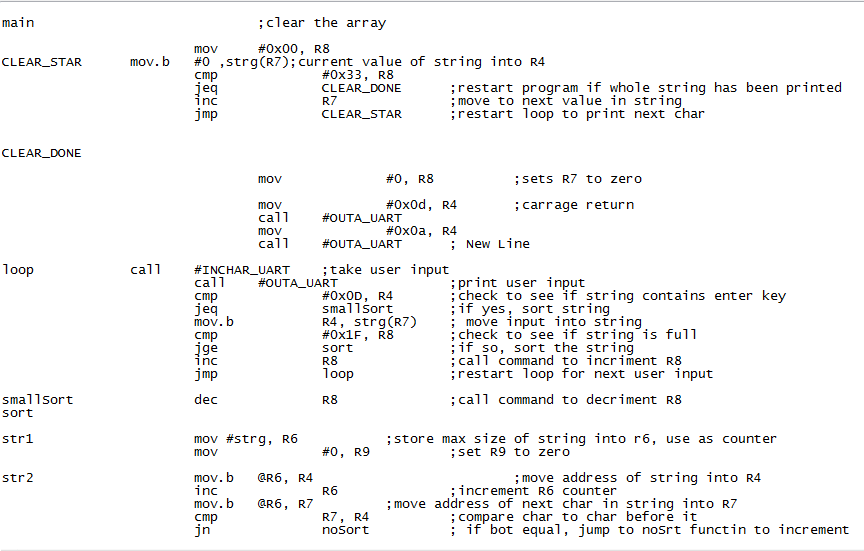 main ;clear the array
mov #0x00, R8
CLEAR_STAR mov.b #0 ,strg(R7);current value of string into R4
cmp #0x33, R8
jeq CLEAR_DONE ;restart program if whole string has been printed
inc R7 ;move to next value in string
jmp CLEAR_STAR ;restart loop to print next char
CLEAR_DONE
mov #0, R8 ;sets R7 to zero
mov #0x0d, R4 ;carrage return
call #OUTA_UART
mov #0x0a, R4
call #OUTA_UART ; New Line
loop call #INCHAR_UART ;take user input
call #OUTA_UART ;print user input
cmp #0x0D, R4 ;check to see if string contains enter key
jeq smallSort ;if yes, sort string
mov.b R4, strg(R7) ; move input into string
cmp #0x1F, R8 ;check to see if string is full
jge sort ;if so, sort the string
inc R8 ;call command to incriment R8
jmp loop ;restart loop for next user input
smallSort dec R8 ;call command to decriment R8
sort
str1 mov #strg, R6 ;store max size of string into r6, use as counter
mov #0, R9 ;set R9 to zero
str2 mov.b @R6, R4 ;move address of string into R4
inc R6 ;increment R6 counter
mov.b @R6, R7 ;move address of next char in string into R7
cmp R7, R4 ;compare char to char before it
jn noSort ; if bot equal, jump to noSrt functin to increment